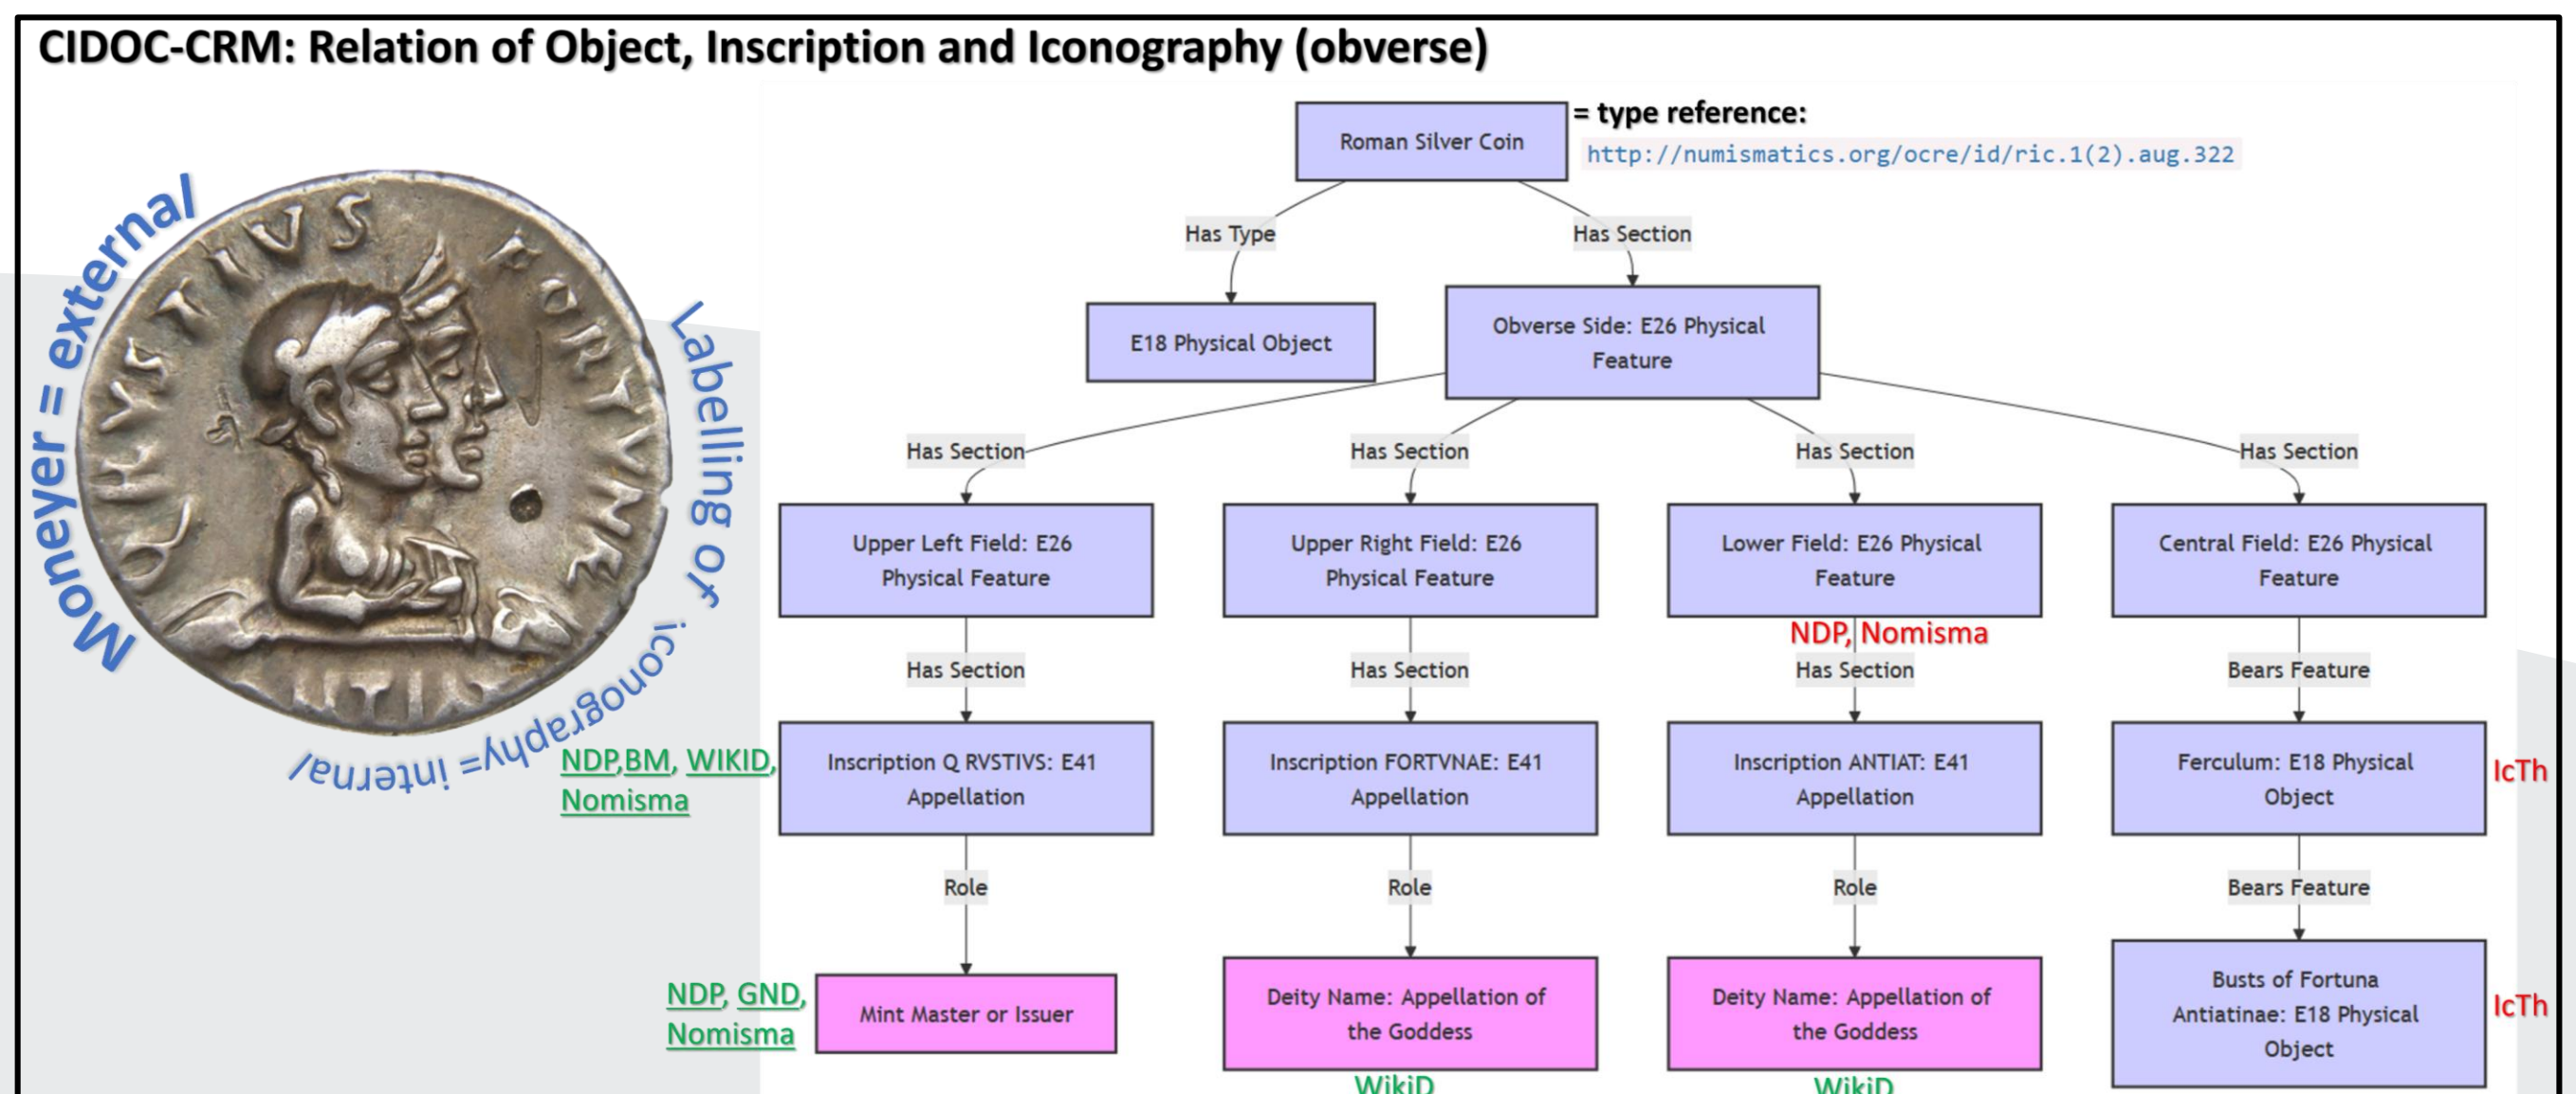 CIDOC-CRM: Relation of Object, Inscription and Iconography (obverse)
Roman Silver Coin
= type reference:
http://numismatics.org/ocre/id/ric.1(2).aug.322
Has Type
Has Section
E18 Physical Object
Obverse Side: E26 Physical
Feature
Moneyer = external
Labelling of iconography= internal
Q RVSTIVS FORTVNE
Has Section
Has Section
Has Section
Has Section
Upper Left Field: E26
Physical Feature
Upper Right Field: E26
Physical Feature
Lower Field: E26 Physical
Feature
Central Field: E26 Physical
Feature
NDP, Nomisma
Has Section
Has Section
Has Section
Bears Feature
NDP,BM, WIKID,
Nomisma
Inscription Q RVSTIVS: E41
Appellation
Inscription FORTVNAE: E41
Appellation
Inscription ANTIAT: E41
Appellation
Ferculum: E18 Physical
Object
IcTh
Role
Role
Role
Bears Feature
NDP, GND,
Nomisma
Mint Master or Issuer
Deity Name: Appellation of
the Goddess
Deity Name: Appellation of
the Goddess
Busts of Fortuna
Antiatinae: E18 Physical
Object
IcTh
WikiD
WikiD